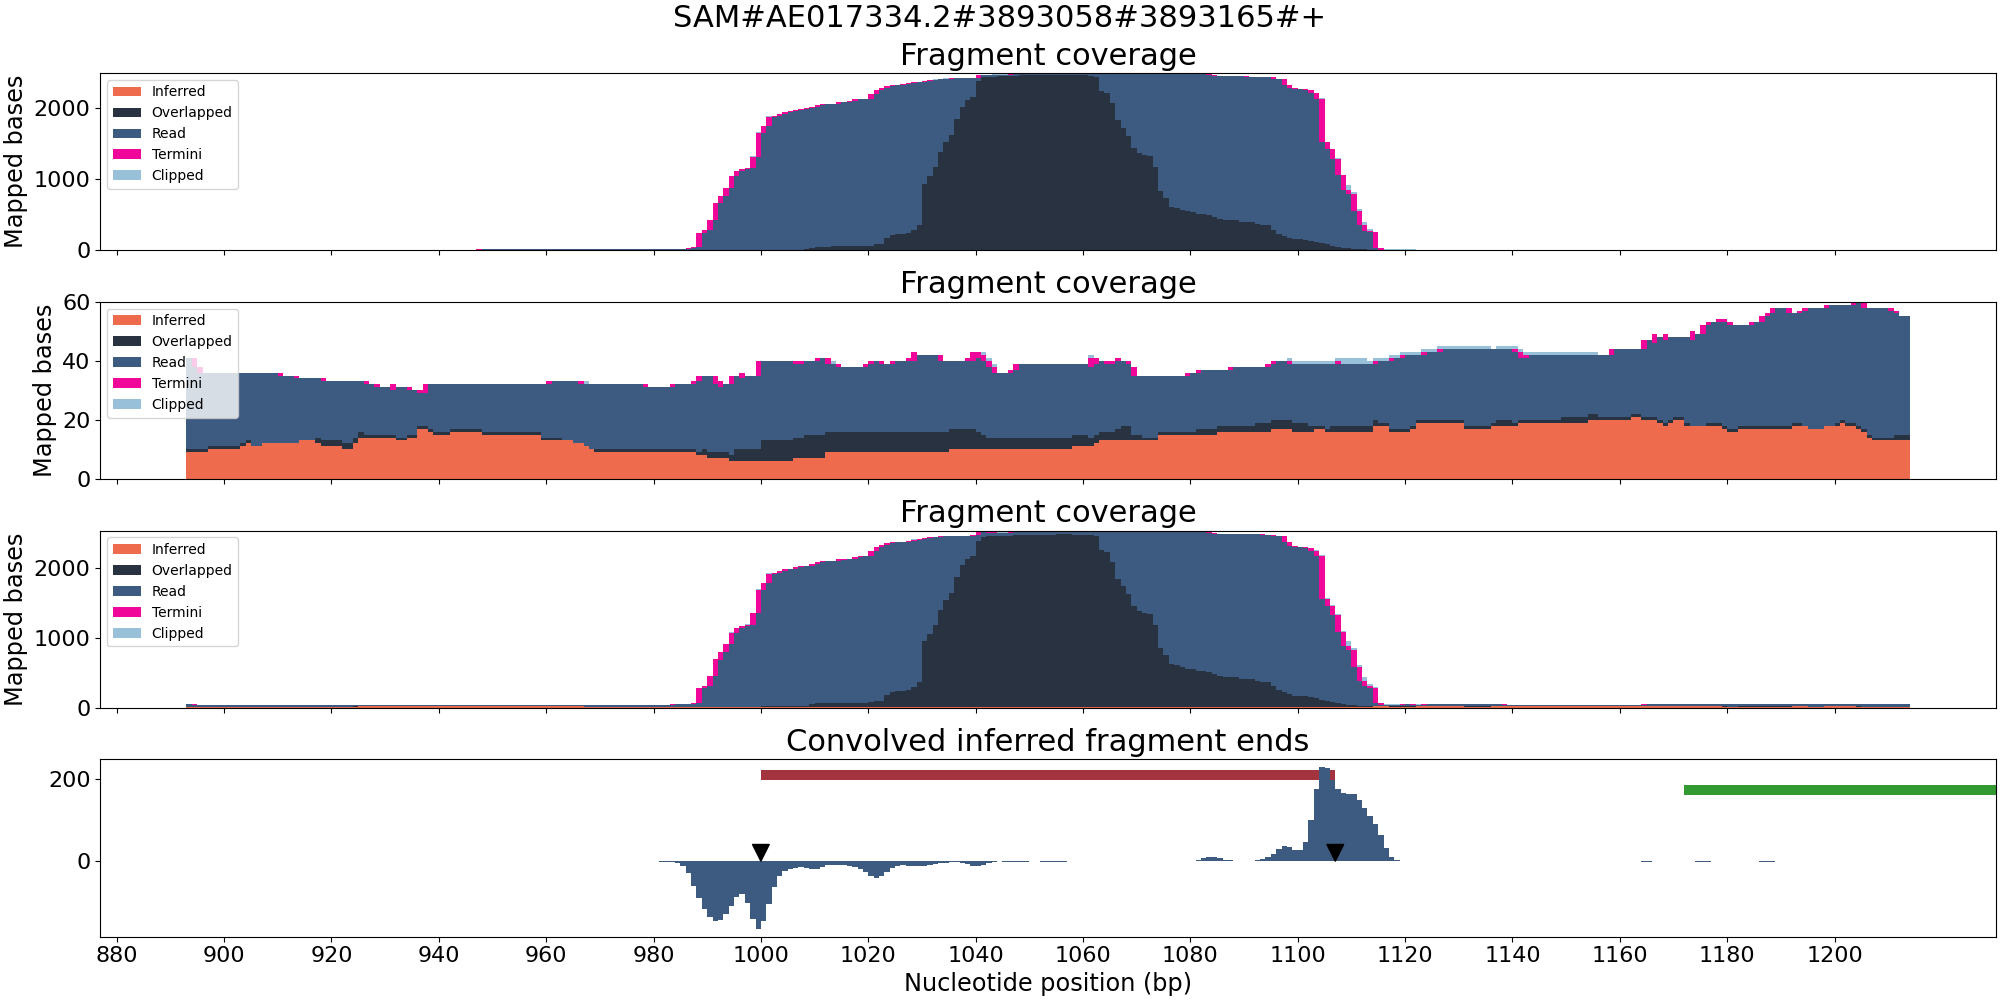 SAM#AE017334.2#3893058#3893165#+
Fragment coverage
Mapped bases
2000
1000
0
Inferred
Overlapped
Read
Termini
Clipped
Fragment coverage
Mapped bases
60
40
20
0
Inferred
Overlapped
Read
Termini
Clipped
Fragment coverage
Mapped bases
2000
1000
0
Inferred
Overlapped
Read
Termini
Clipped
Convolved inferred fragment ends
200
0
880 900 920 940 960 980 1000 1020 1040 1060 1080 1100 1120 1140 1160 1180 1200
Nucleotide position (bp)